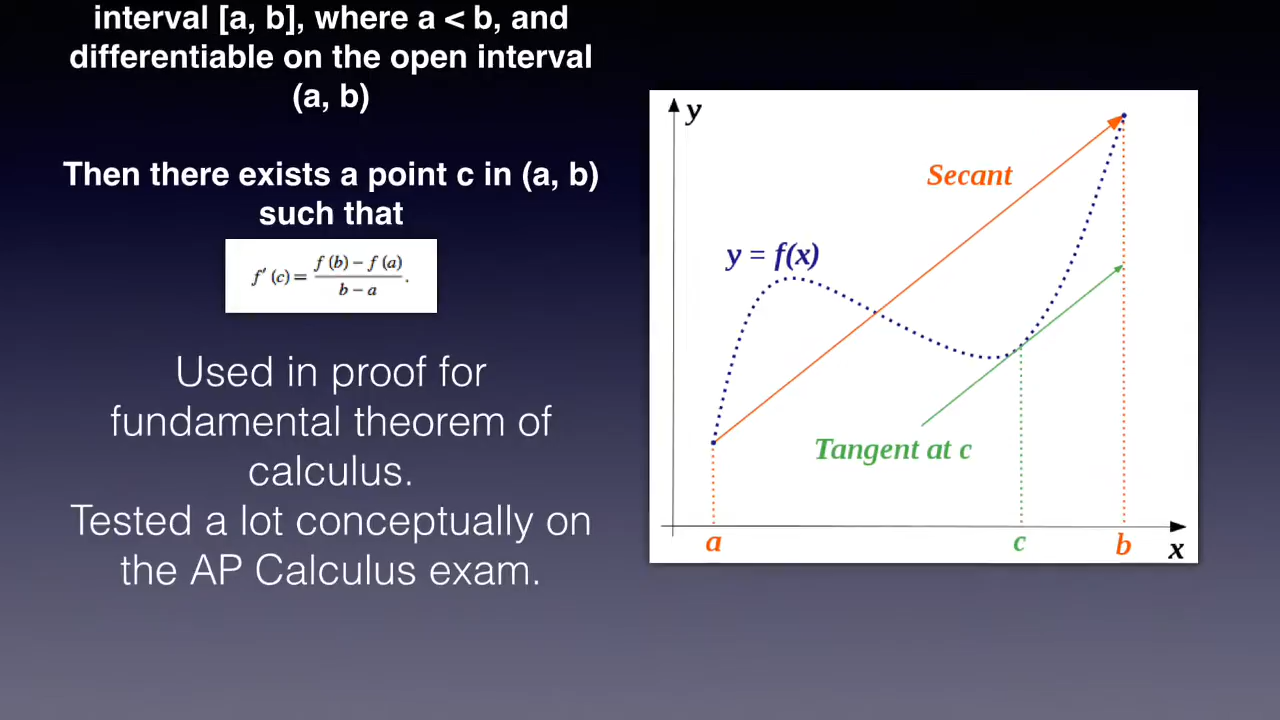 interval [a, b], where a < b, and
differentiable on the open interval
(a, b)
Then there exists a point c in (a, b)
such that
f′ (c) = f (b) − f (a) / b − a .
Used in proof for
fundamental theorem of
calculus.
Tested a lot conceptually on
the AP Calculus exam.
y
Secant
y = f(x)
Tangent at c
a
c
b
x